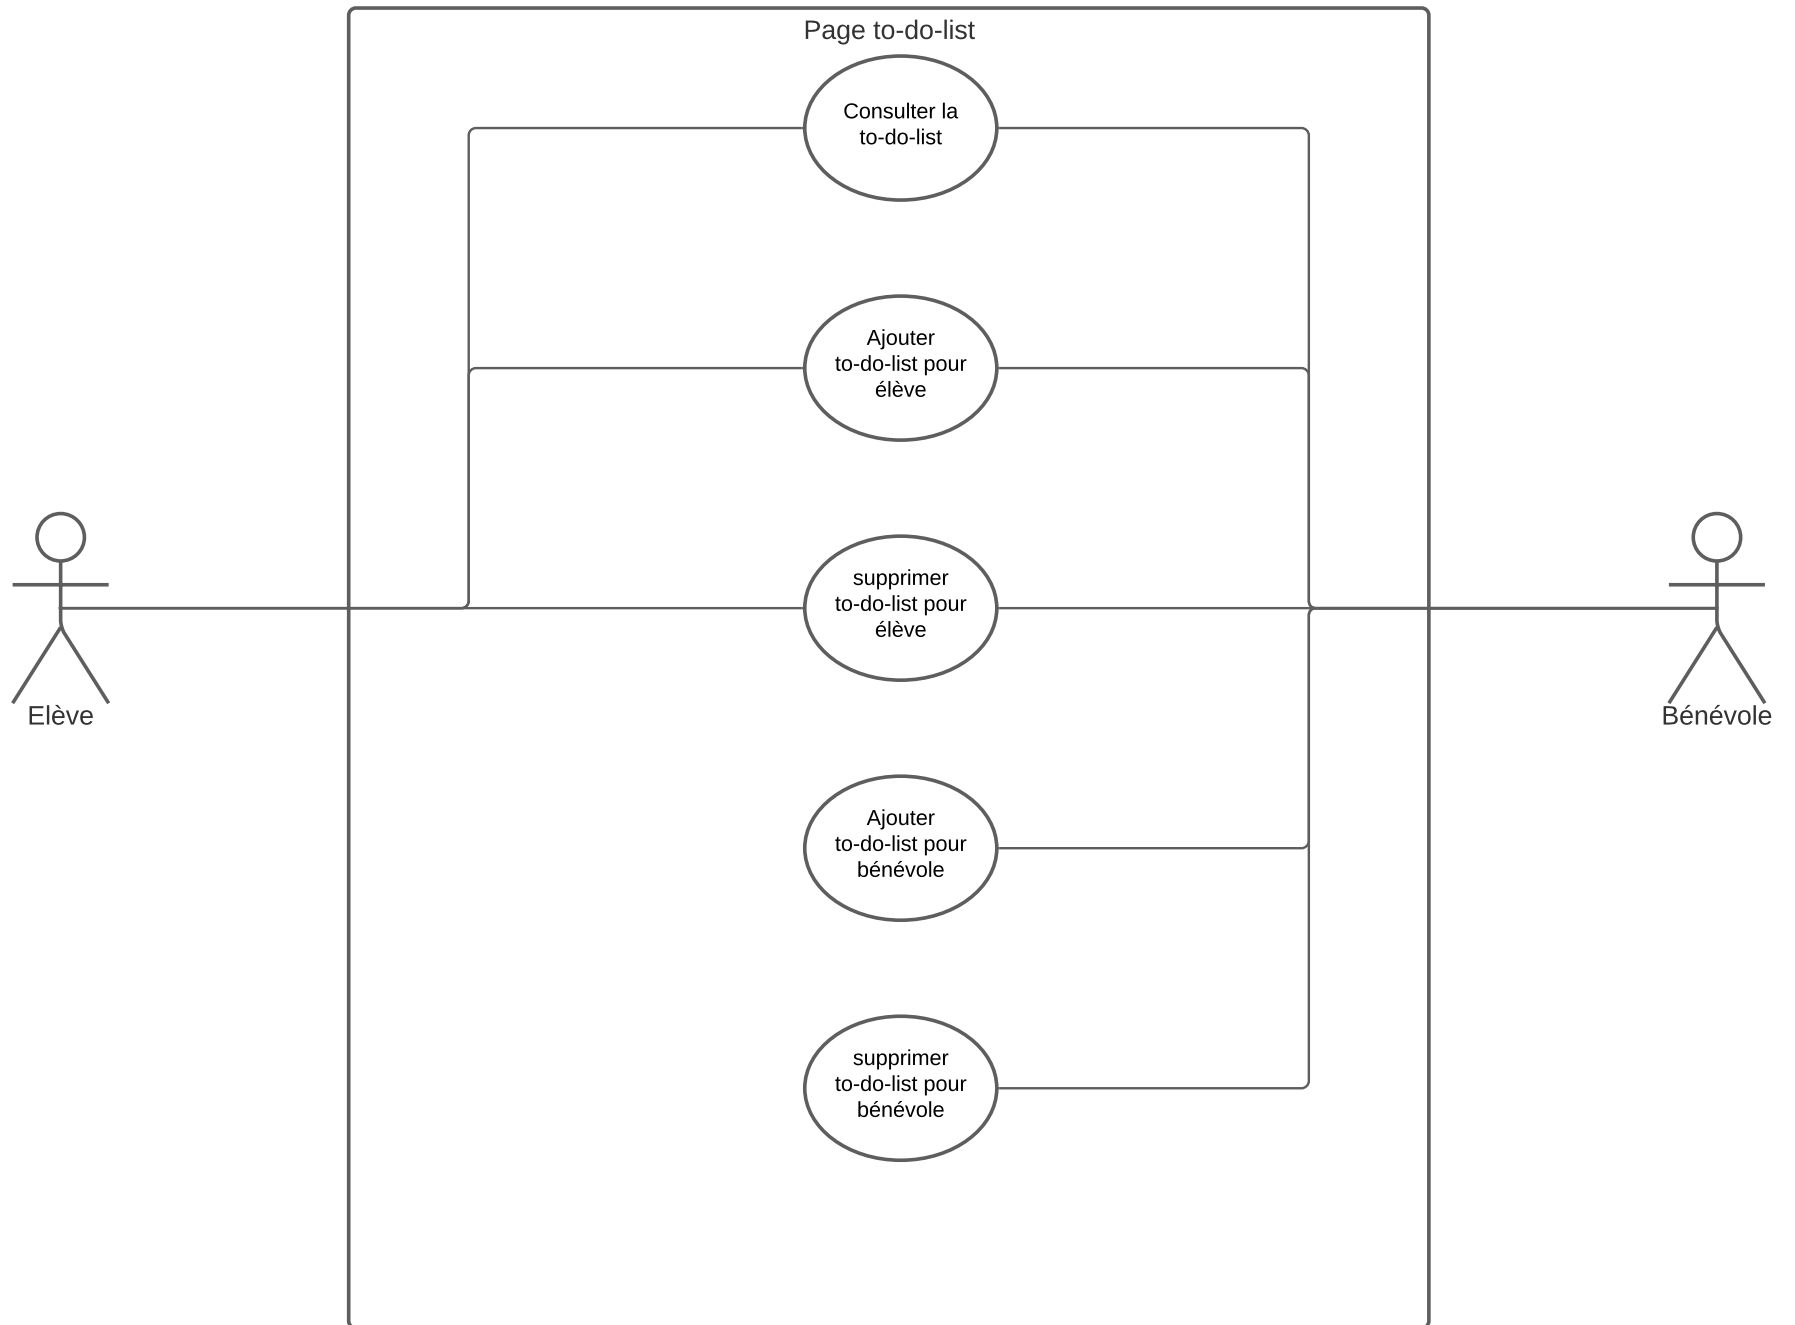 Page to-do-list
Consulter la
to-do-list
Ajouter
to-do-list pour
élève
supprimer
to-do-list pour
élève
Elève
Bénévole
Ajouter
to-do-list pour
bénévole
supprimer
to-do-list pour
bénévole